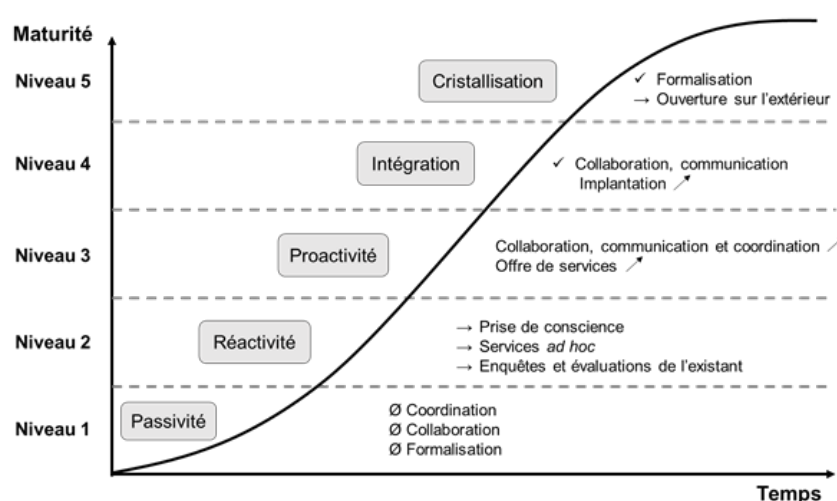 Maturité
Niveau 5
Cristallisation
✓ Formalisation
→ Ouverture sur l'extérieur
Niveau 4
Intégration
✓ Collaboration, communication
Implantation ↗
Niveau 3
Proactivité
Collaboration, communication et coordination ↗
Offre de services ↗
Niveau 2
Réactivité
→ Prise de conscience
→ Services ad hoc
→ Enquêtes et évaluations de l'existant
Niveau 1
Passivité
Ø Coordination
Ø Collaboration
Ø Formalisation
Temps